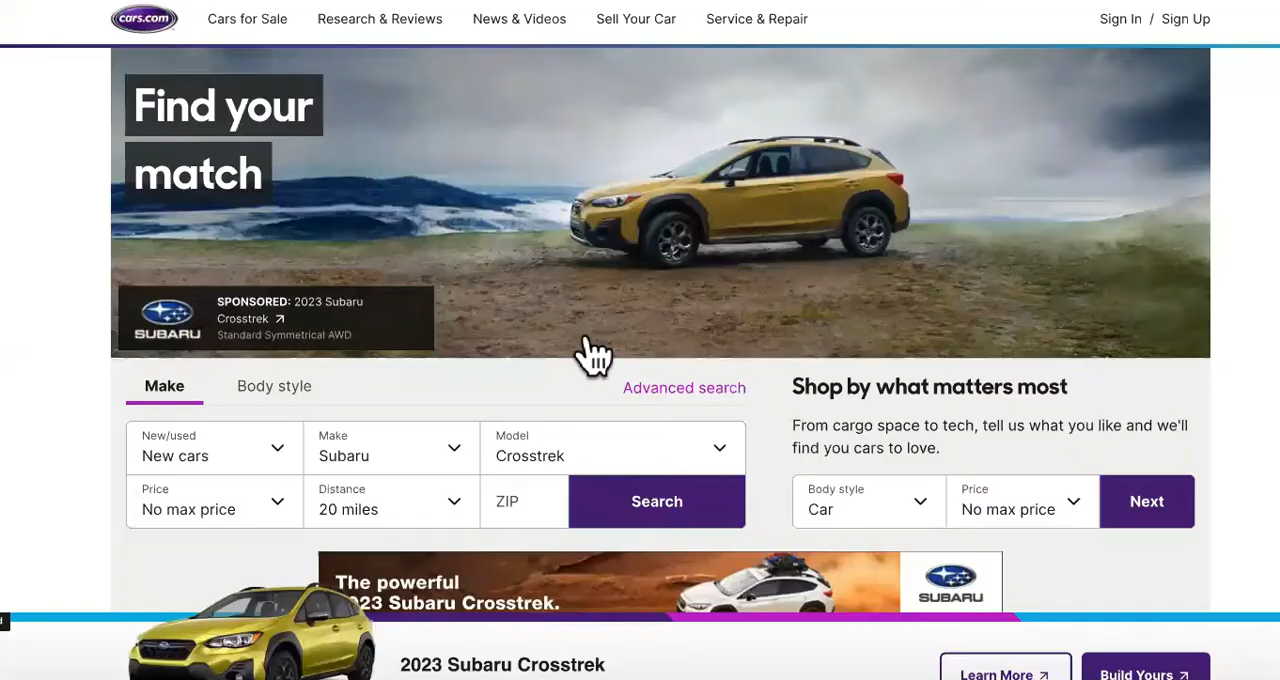 cars.com
Cars for Sale
Research & Reviews
News & Videos
Sell Your Car
Service & Repair
Sign In / Sign Up
Find your
match
SUBARU
SPONSORED: 2023 Subaru
Crosstrek
Standard Symmetrical AWD
Make
Body style
Advanced search
New/used
New cars
Make
Subaru
Model
Crosstrek
Price
No max price
Distance
20 miles
ZIP
Search
Shop by what matters most
From cargo space to tech, tell us what you like and we'll
find you cars to love.
Body style
Car
Price
No max price
Next
The powerful
23 Subaru Crosstrek.
SUBARU
2023 Subaru Crosstrek
Learn More
Build Yours